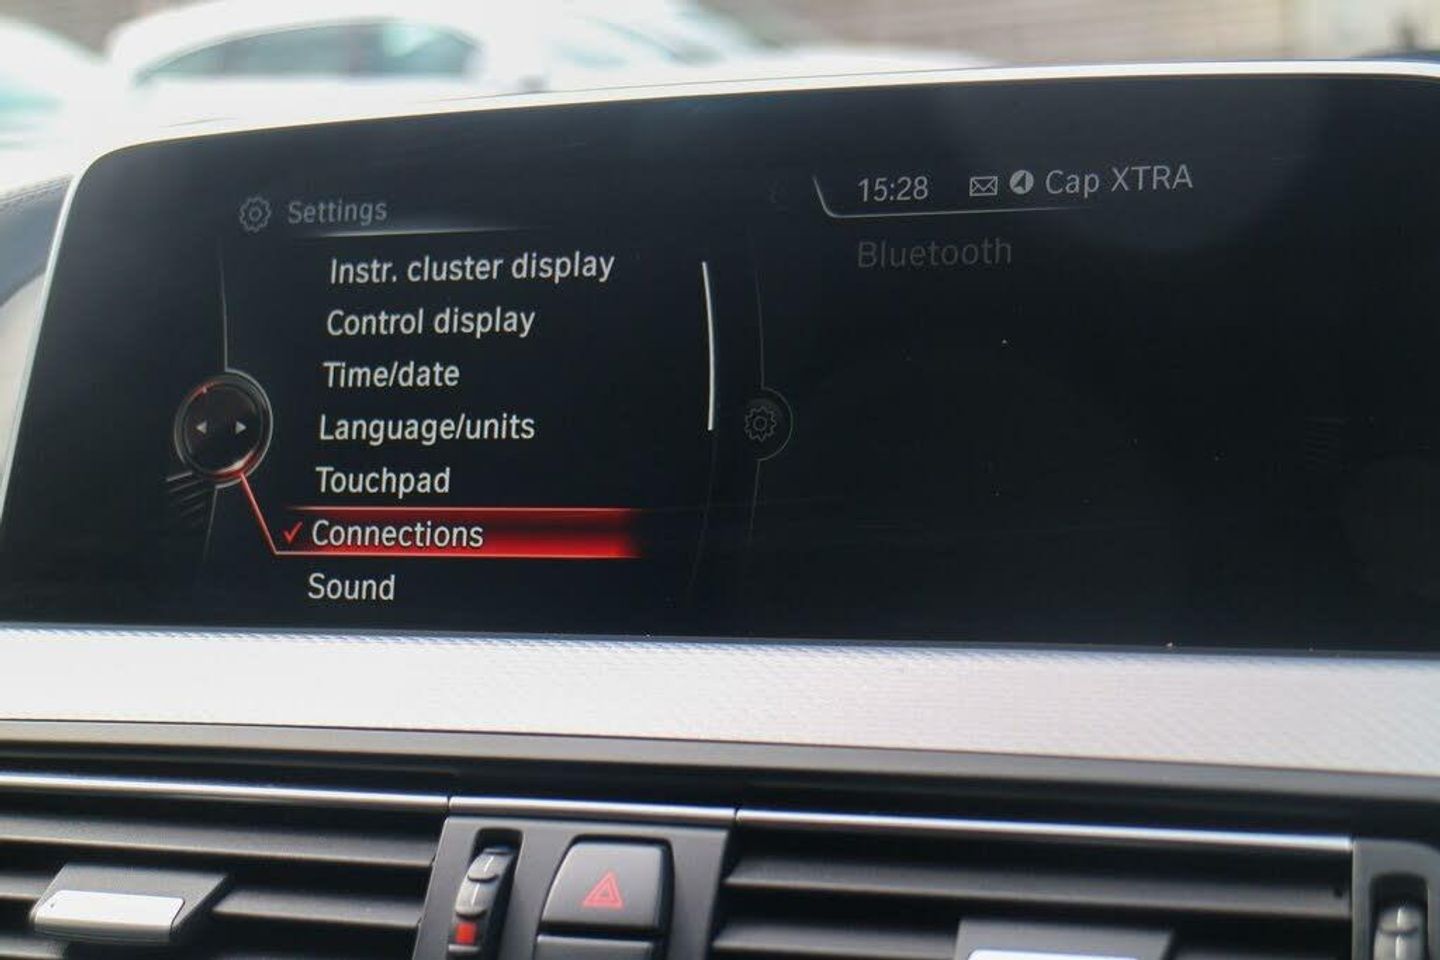 Settings
15:28 Cap XTRA
Bluetooth
Instr. cluster display
Control display
Time/date
Language/units
Touchpad
Connections
Sound